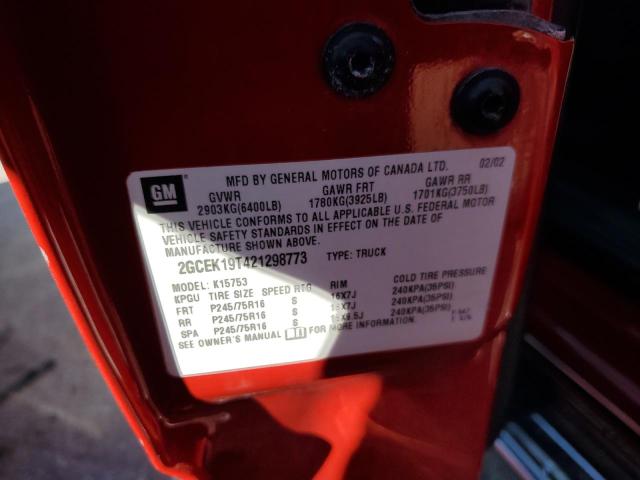 GM
MFD BY GENERAL MOTORS OF CANADA LTD. 02/02
GVWR GAWR FRT GAWR RR
2903KG(6400LB) 1780KG(3925LB) 1701KG(3750LB)
THIS VEHICLE CONFORMS TO ALL APPLICABLE U.S. FEDERAL MOTOR
VEHICLE SAFETY STANDARDS IN EFFECT ON THE DATE OF
MANUFACTURE SHOWN ABOVE.
2GCEK19T421298773 TYPE: TRUCK
MODEL: K15753
KPGU TIRE SIZE SPEED RTG RIM COLD TIRE PRESSURE
FRT P245/75R16 S 16X7J 240KPA(35PSI)
RR P245/75R16 S 16X7J 240KPA(35PSI)
SPA P245/75R16 S 16X6.5J 240KPA(35PSI)
SEE OWNER'S MANUAL FOR MORE INFORMATION.